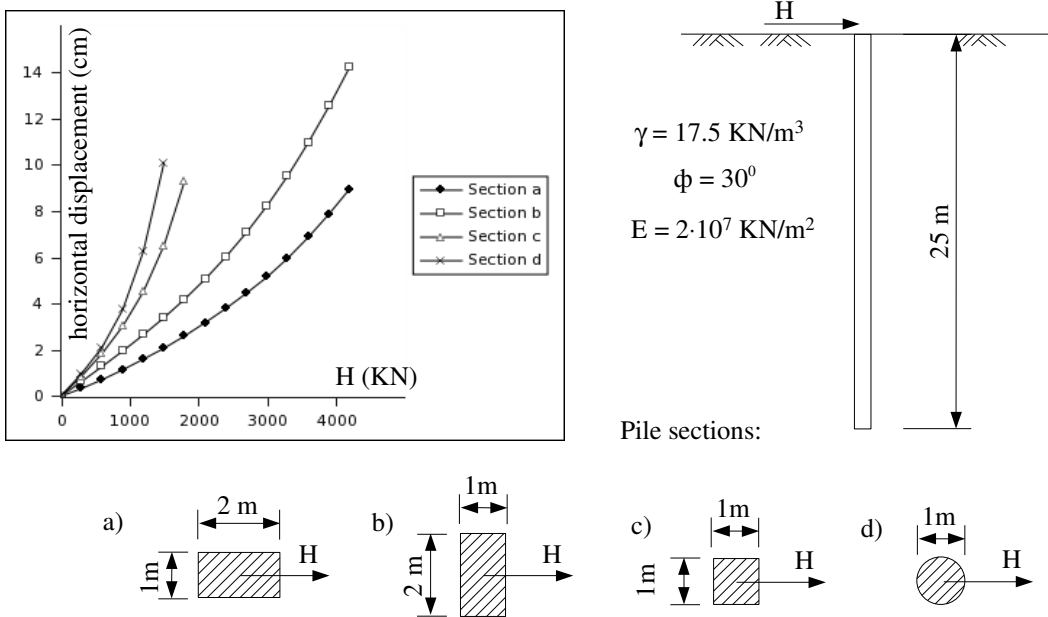 horizontal displacement (cm)
14
12
10
8
6
4
2
0
0 1000 2000 3000 4000
H (KN)
Section a
Section b
Section c
Section d
H
γ = 17.5 KN/m³
ф = 30⁰
E = 2·10⁷ KN/m²
25 m
Pile sections:
a)
2 m
1m
H
b)
1m
2 m
H
c)
1m
1m
H
d)
1m
H